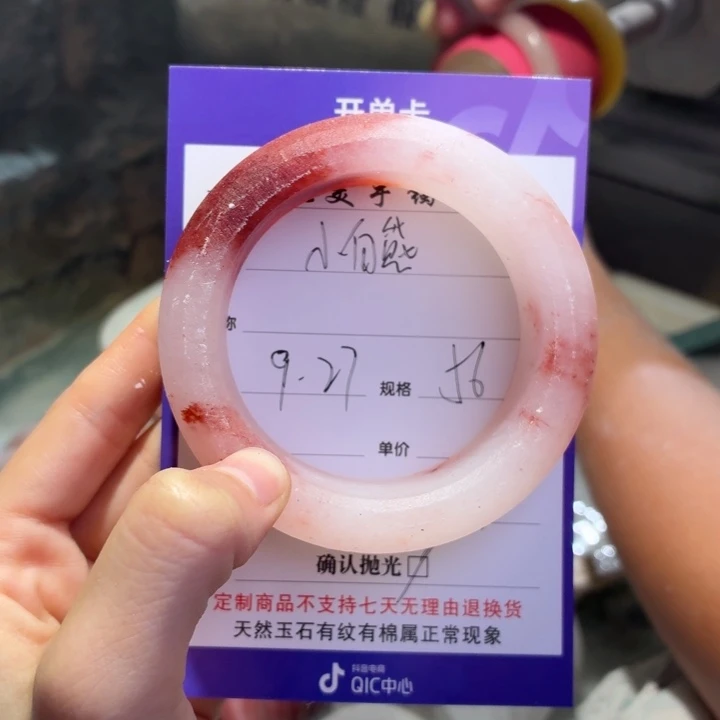 开单卡
手镯
小白熊
你
9.27 规格 56
单价
确认抛光□
定制商品不支持七天无理由退换货
天然玉石有纹有棉属正常现象
抖音电商
QIC中心